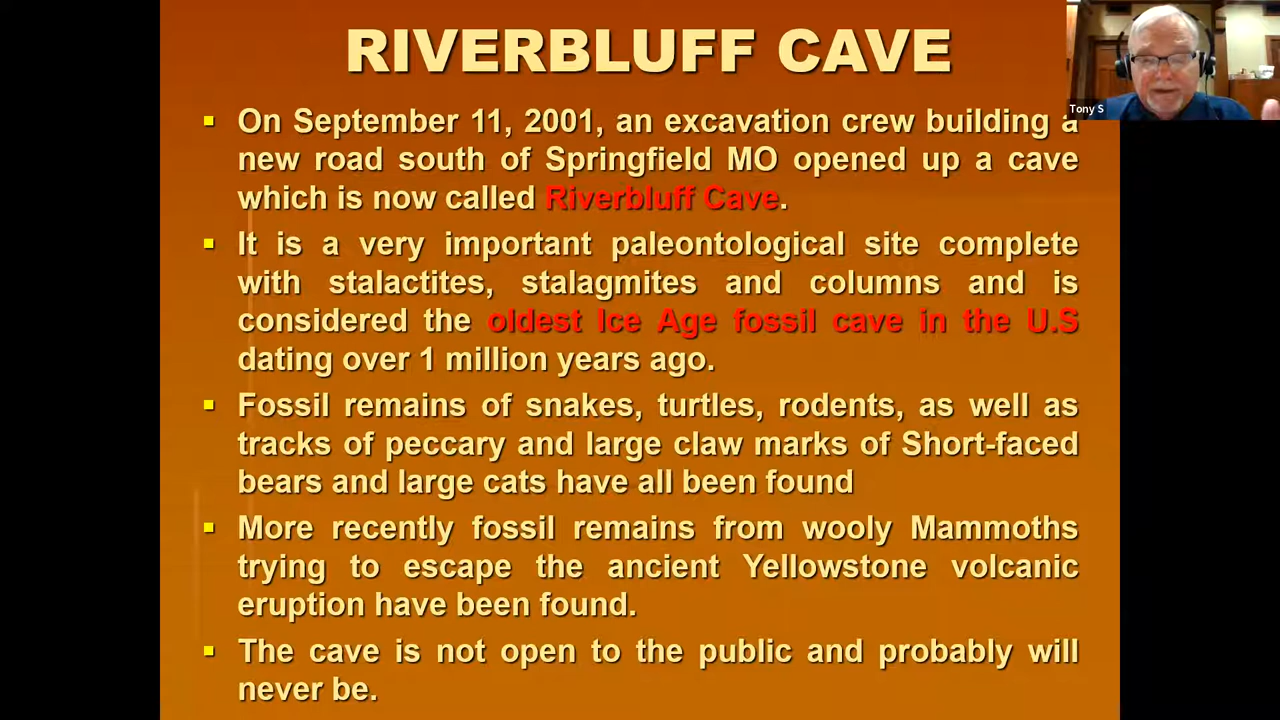 RIVERBLUFF CAVE
Tony S
On September 11, 2001, an excavation crew building a
new road south of Springfield MO opened up a cave
which is now called Riverbluff Cave.
It is a very important paleontological site complete
with stalactites, stalagmites and columns and is
considered the oldest Ice Age fossil cave in the U.S
dating over 1 million years ago.
Fossil remains of snakes, turtles, rodents, as well as
tracks of peccary and large claw marks of Short-faced
bears and large cats have all been found
More recently fossil remains from wooly Mammoths
trying to escape the ancient Yellowstone volcanic
eruption have been found.
The cave is not open to the public and probably will
never be.